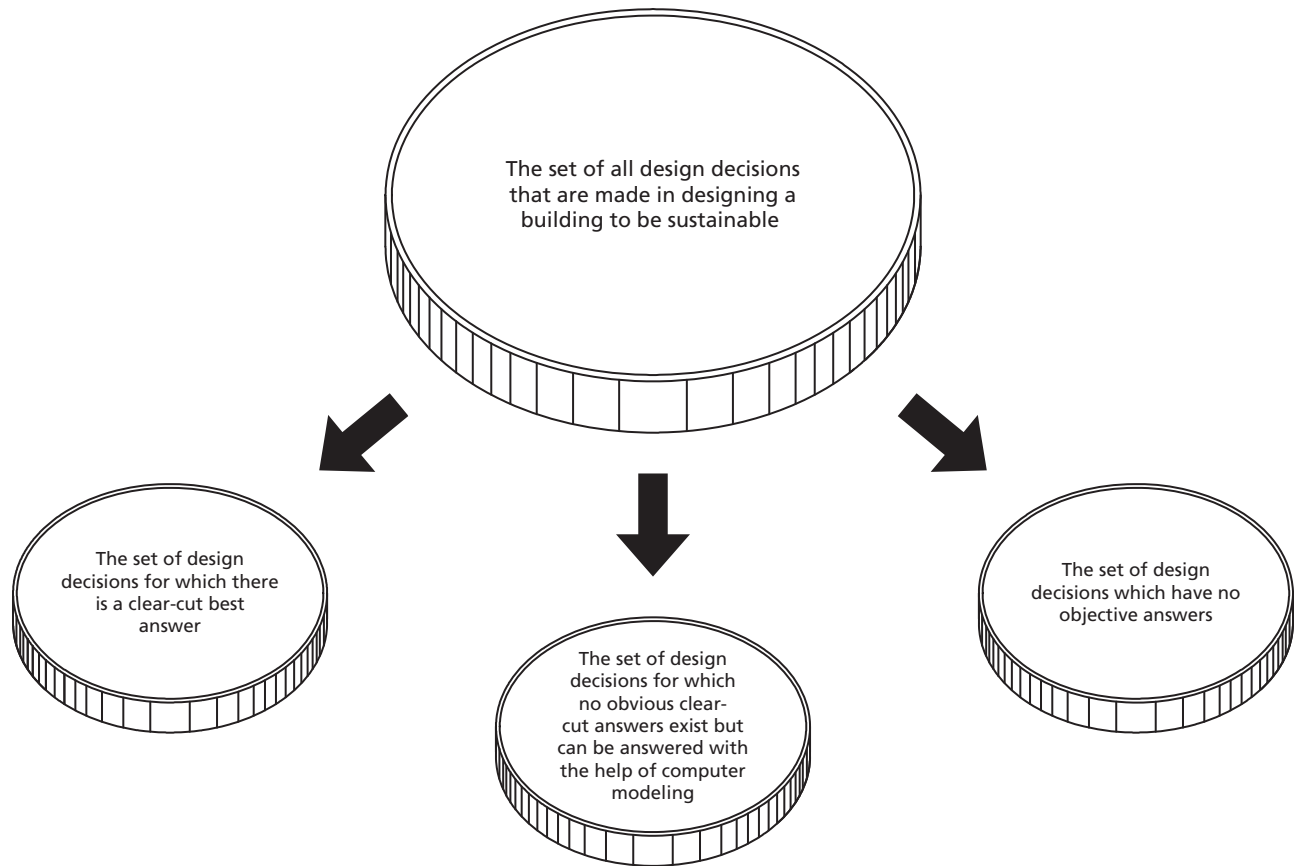 The set of all design decisions
that are made in designing a
building to be sustainable
The set of design
decisions for which there
is a clear-cut best
answer
The set of design
decisions for which
no obvious clear-
cut answers exist but
can be answered with
the help of computer
modeling
The set of design
decisions which have no
objective answers